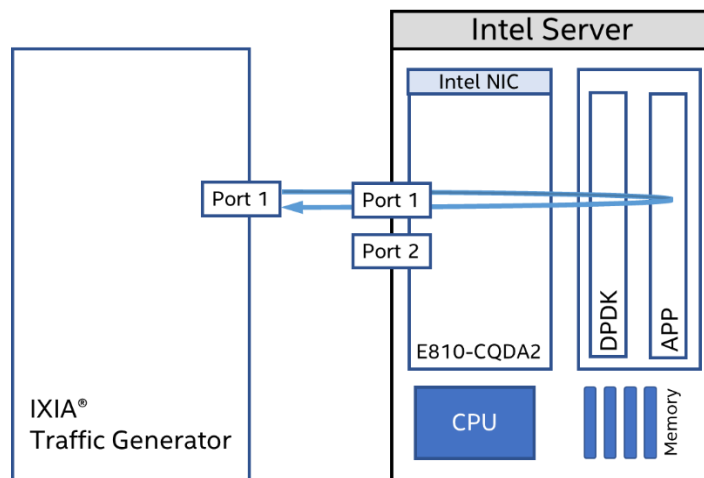 Intel Server
Intel NIC
Port 1
Port 1
Port 2
E810-CQDA2
DPDK
APP
IXIA®
Traffic Generator
CPU
Memory